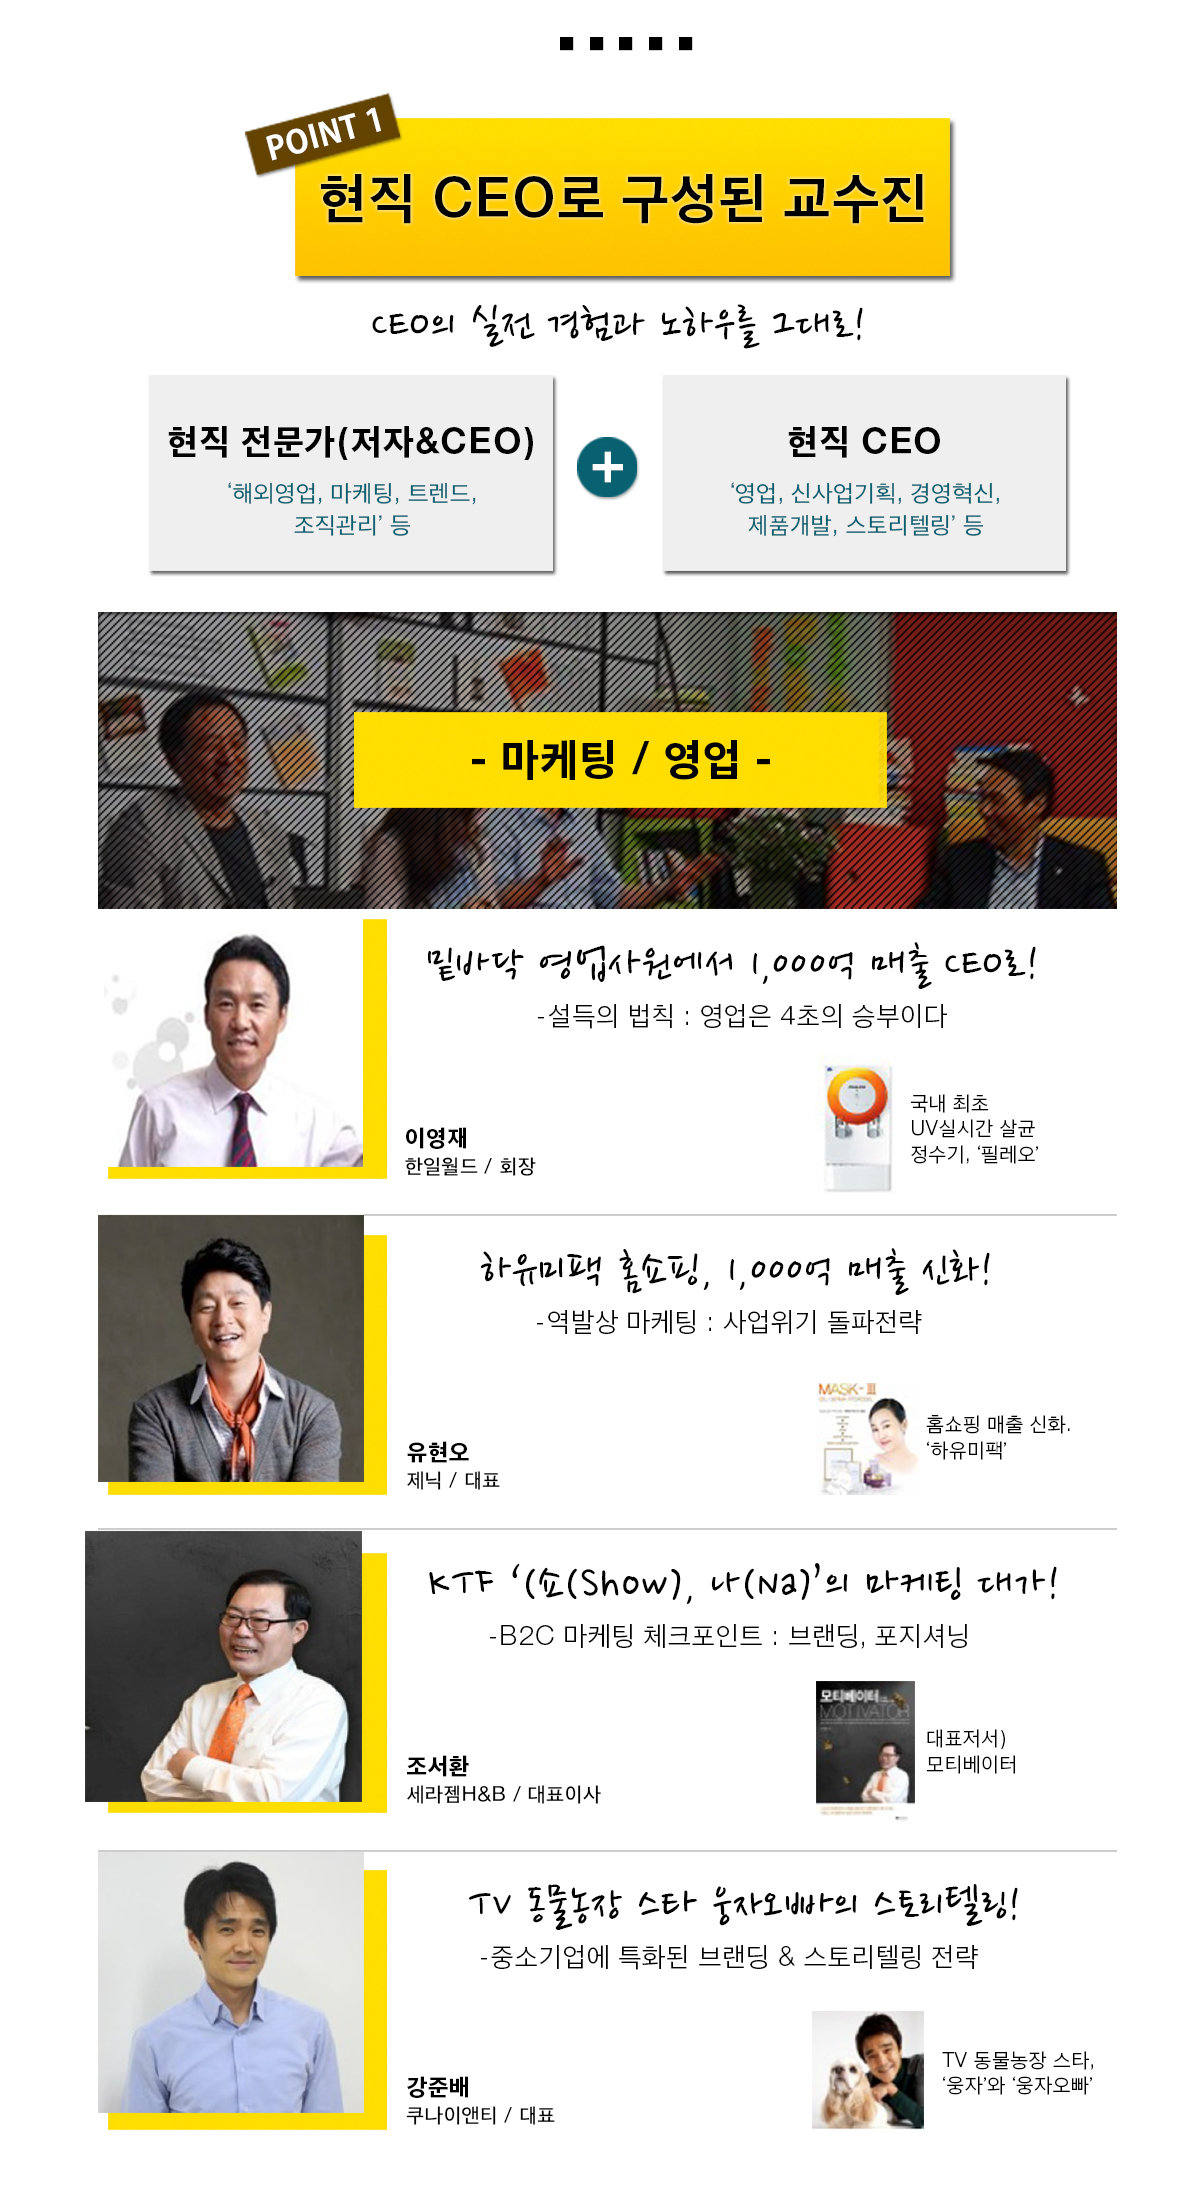 POINT 1
현직 CEO로 구성된 교수진
CEO의 실전 경험과 노하우를 그대로!
현직 전문가(저자&CEO)
‘해외영업, 마케팅, 트렌드,
조직관리’ 등
현직 CEO
‘영업, 신사업기획, 경영혁신,
제품개발, 스토리텔링’ 등
- 마케팅 / 영업 -
밑바닥 영업사원에서 1,000억 매출 CEO로!
-설득의 법칙 : 영업은 4초의 승부이다
이영재
한일월드 / 회장
국내 최초
UV실시간 살균
정수기, ‘필레오’
하유미팩 홈쇼핑, 1,000억 매출 신화!
-역발상 마케팅 : 사업위기 돌파전략
유현오
제닉 / 대표
MASK-III
홈쇼핑 매출 신화.
‘하유미팩’
KTF ‘(쇼(Show), 나(Na)’의 마케팅 대가!
-B2C 마케팅 체크포인트 : 브랜딩, 포지셔닝
조서환
세라젬H&B / 대표이사
모티베이터
MOTIVATOR
대표저서)
모티베이터
TV 동물농장 스타 웅자오빠의 스토리텔링!
-중소기업에 특화된 브랜딩 & 스토리텔링 전략
강준배
쿠나이앤티 / 대표
TV 동물농장 스타,
‘웅자’와 ‘웅자오빠’